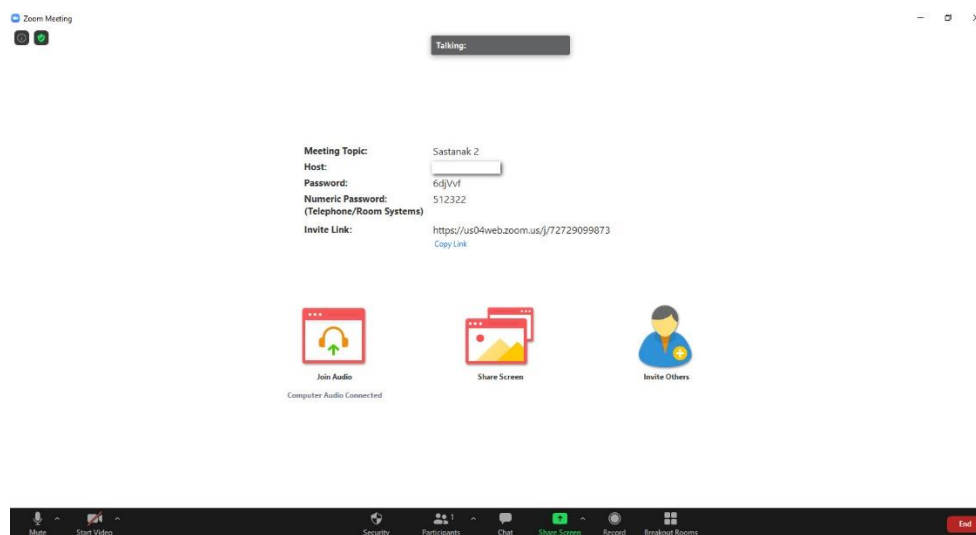 Zoom Meeting
Talking:
Meeting Topic: Sastanak 2
Host:
Password: 6djVvf
Numeric Password: 512322
(Telephone/Room Systems)
Invite Link: https://us04web.zoom.us/j/72729099873
Copy Link
Join Audio Share Screen Invite Others
Computer Audio Connected
1
Mute Start Video Security Participants Chat Share Screen Record Breakout Rooms End